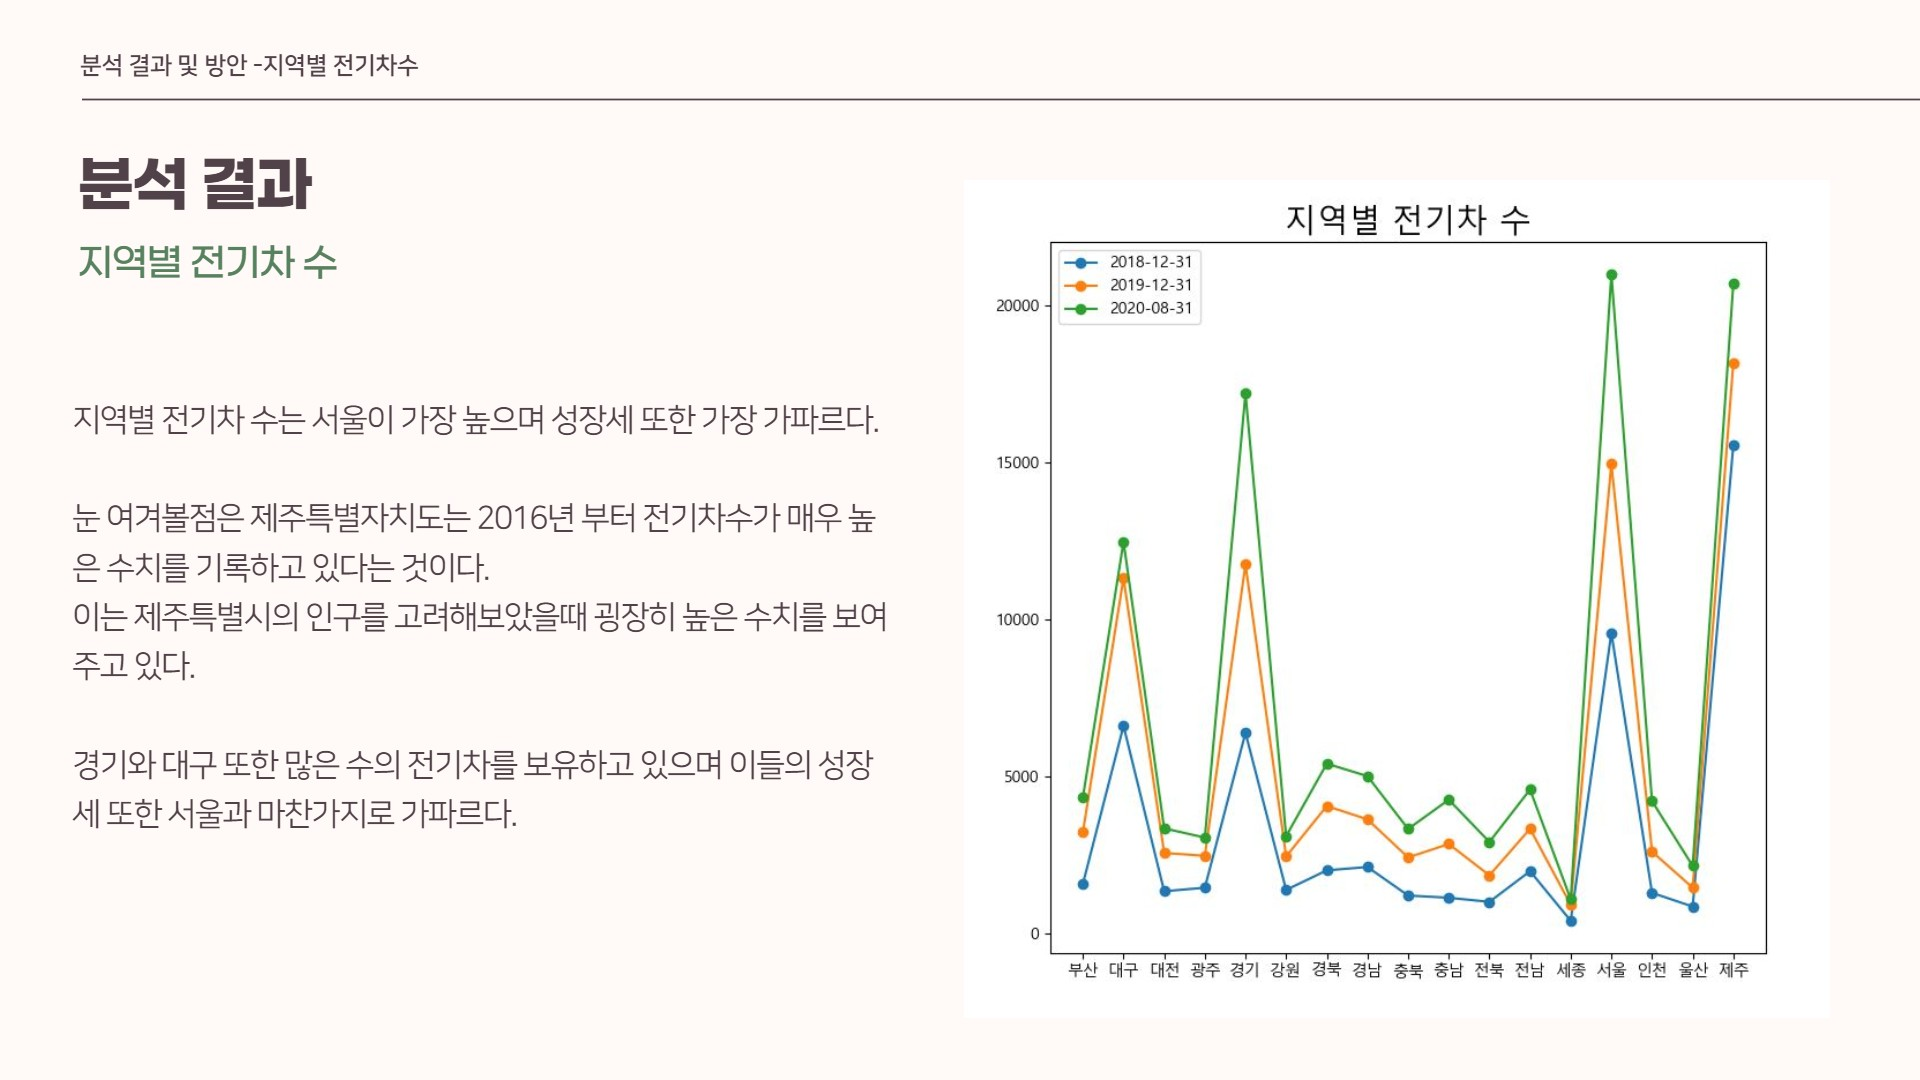 분석 결과 및 방안 -지역별 전기차수
분석 결과
지역별 전기차 수
지역별 전기차 수는 서울이 가장 높으며 성장세 또한 가장 가파르다.
눈 여겨볼점은 제주특별자치도는 2016년 부터 전기차수가 매우 높
은 수치를 기록하고 있다는 것이다.
이는 제주특별시의 인구를 고려해보았을때 굉장히 높은 수치를 보여
주고 있다.
경기와 대구 또한 많은 수의 전기차를 보유하고 있으며 이들의 성장
세 또한 서울과 마찬가지로 가파르다.
지역별 전기차 수
2018-12-31
2019-12-31
2020-08-31
20000
15000
10000
5000
0
부산 대구 대전 광주 경기 강원 경북 경남 충북 충남 전북 전남 세종 서울 인천 울산 제주